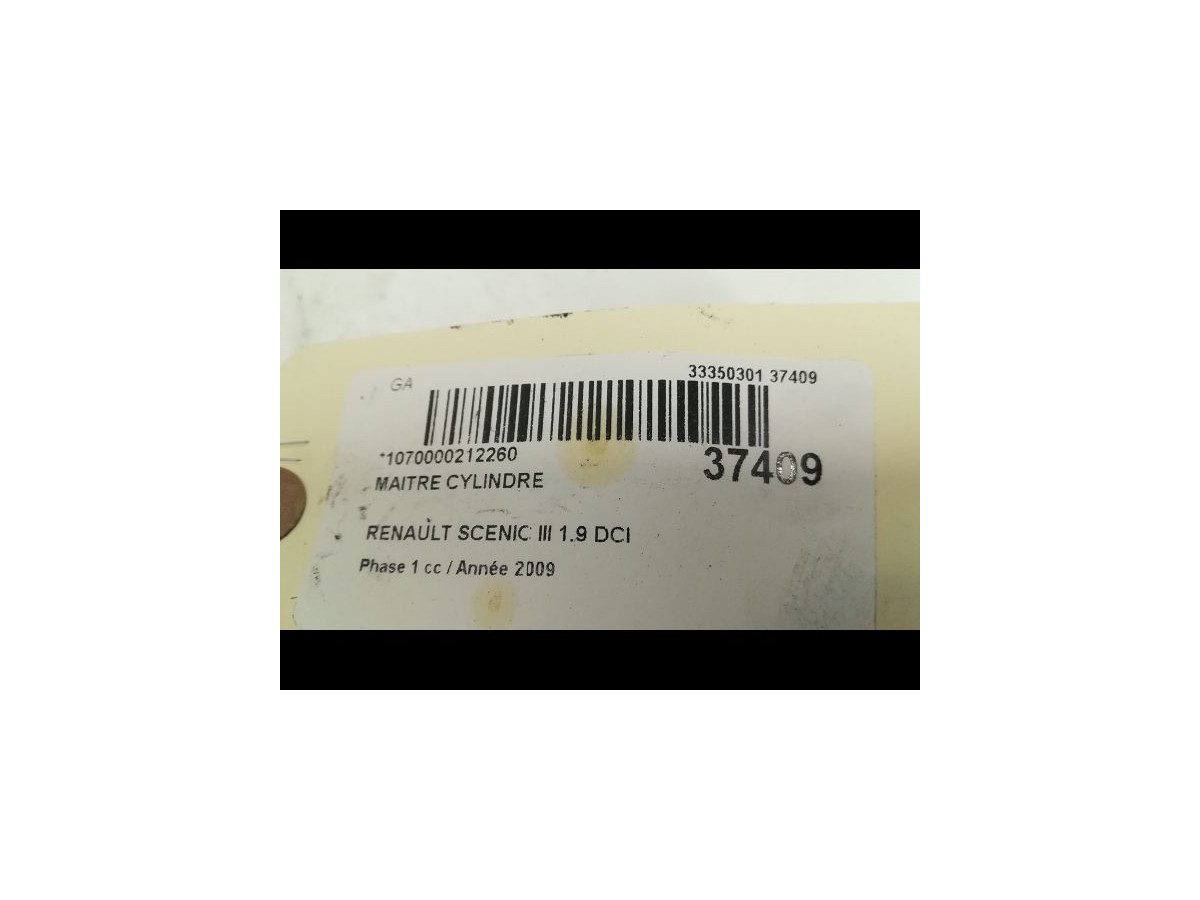 GA 33350301 37409
*1070000212260 37409
MAITRE CYLINDRE
RENAULT SCENIC III 1.9 DCI
Phase 1 cc / Année 2009